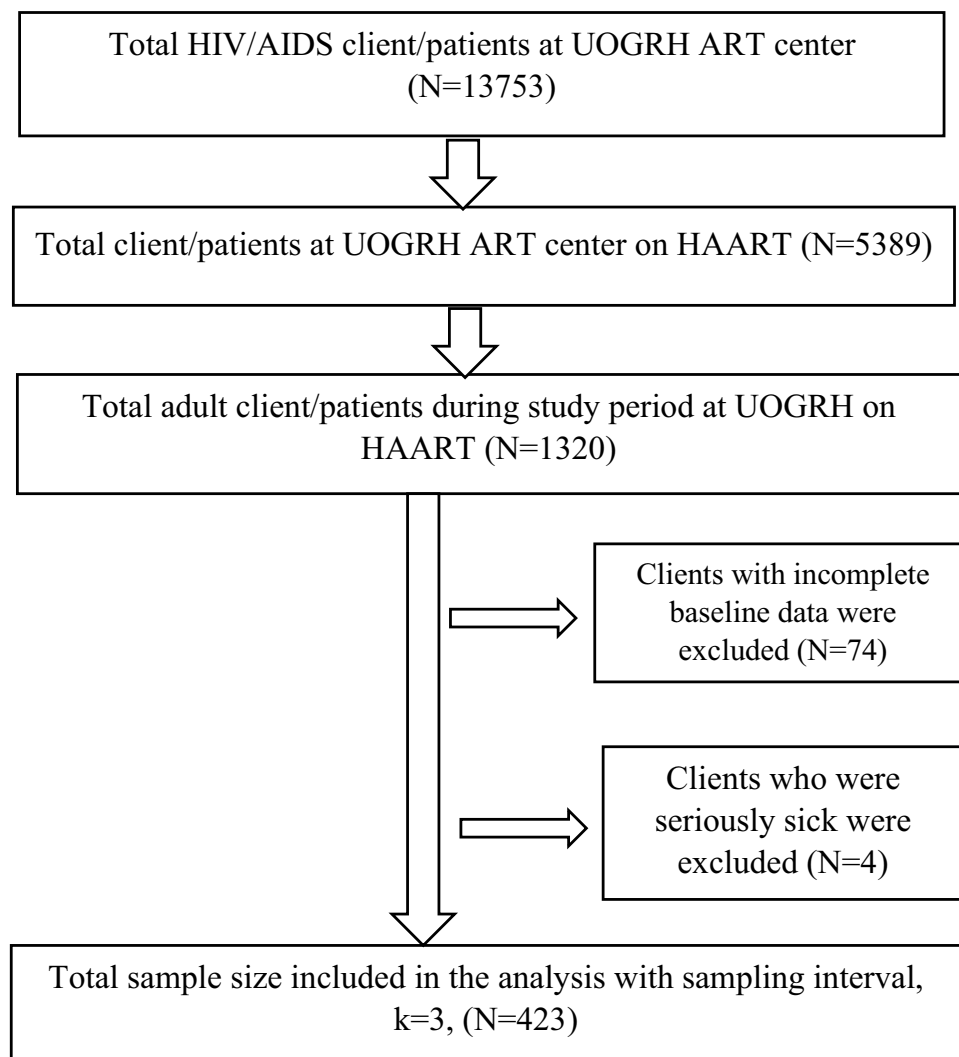 Total HIV/AIDS client/patients at UOGRH ART center
(N=13753)
Total client/patients at UOGRH ART center on HAART (N=5389)
Total adult client/patients during study period at UOGRH on
HAART (N=1320)
Clients with incomplete
baseline data were
excluded (N=74)
Clients who were
seriously sick were
excluded (N=4)
Total sample size included in the analysis with sampling interval,
k=3, (N=423)